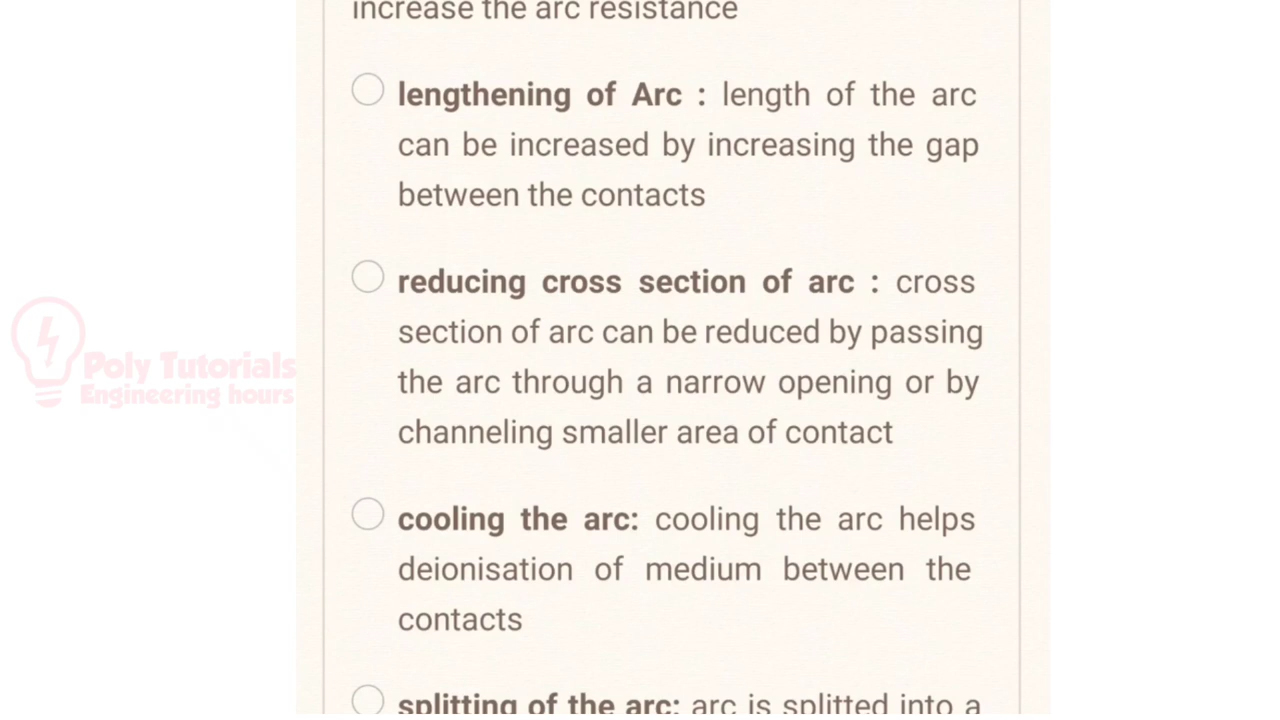 increase the arc resistance
lengthening of Arc : length of the arc
can be increased by increasing the gap
between the contacts
reducing cross section of arc : cross
section of arc can be reduced by passing
the arc through a narrow opening or by
channeling smaller area of contact
Poly Tutorials
Engineering hours
cooling the arc: cooling the arc helps
deionisation of medium between the
contacts
splitting of the arc: arc is splitted into a